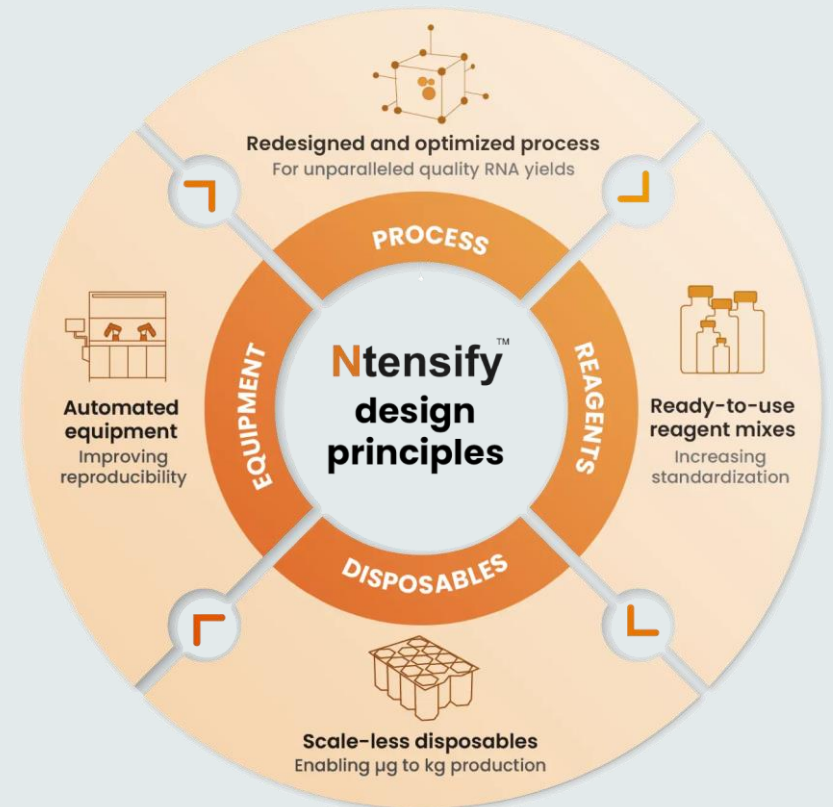 Redesigned and optimized process
For unparalleled quality RNA yields
PROCESS
Automated
equipment
Improving
reproducibility
EQUIPMENT
Ntensify™
design
principles
REAGENTS
Ready-to-use
reagent mixes
Increasing
standardization
DISPOSABLES
Scale-less disposables
Enabling µg to kg production